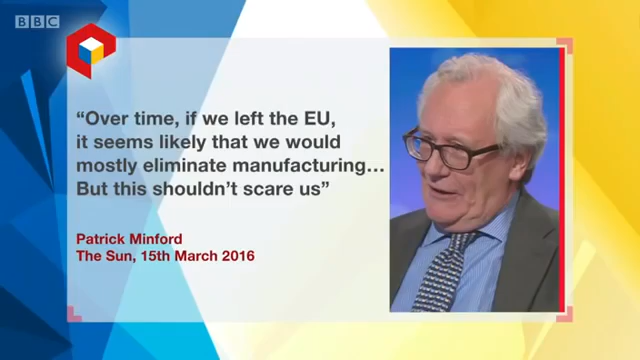 BBC
“Over time, if we left the EU,
it seems likely that we would
mostly eliminate manufacturing...
But this shouldn’t scare us”
Patrick Minford
The Sun, 15th March 2016